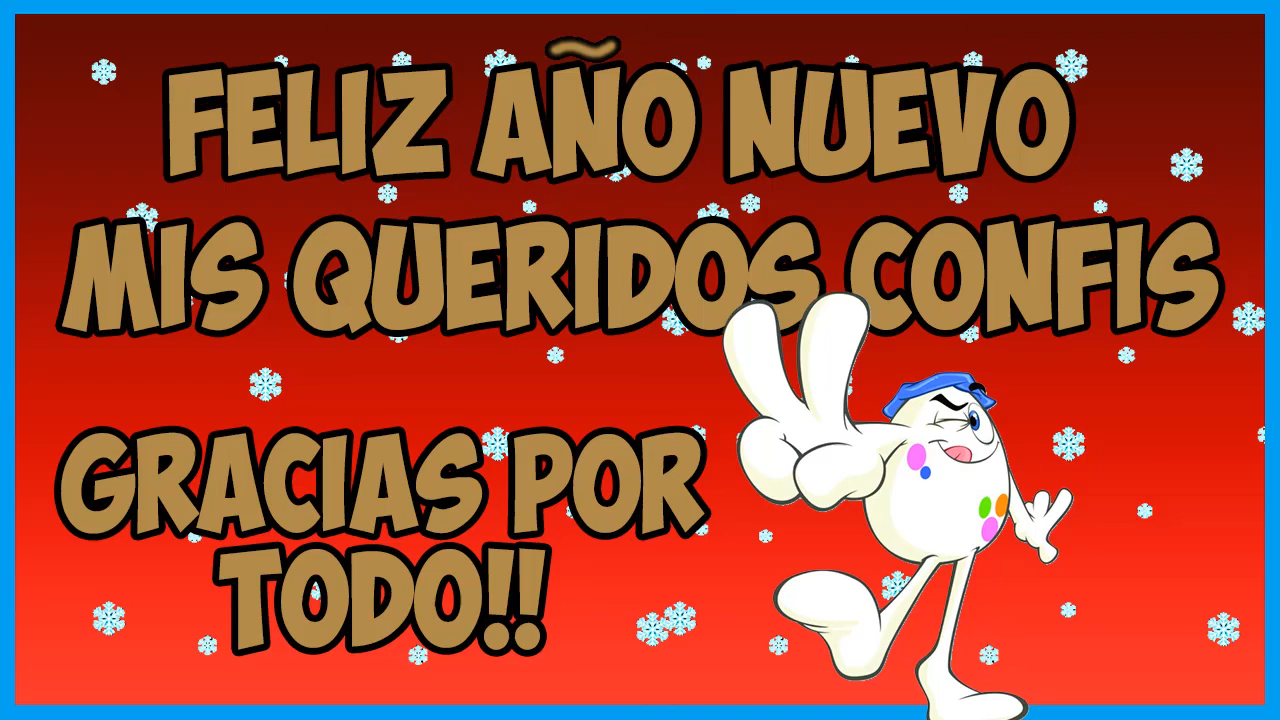 FELIZ AÑO NUEVO
MIS QUERIDOS CONFIS
GRACIAS POR
TODO!!